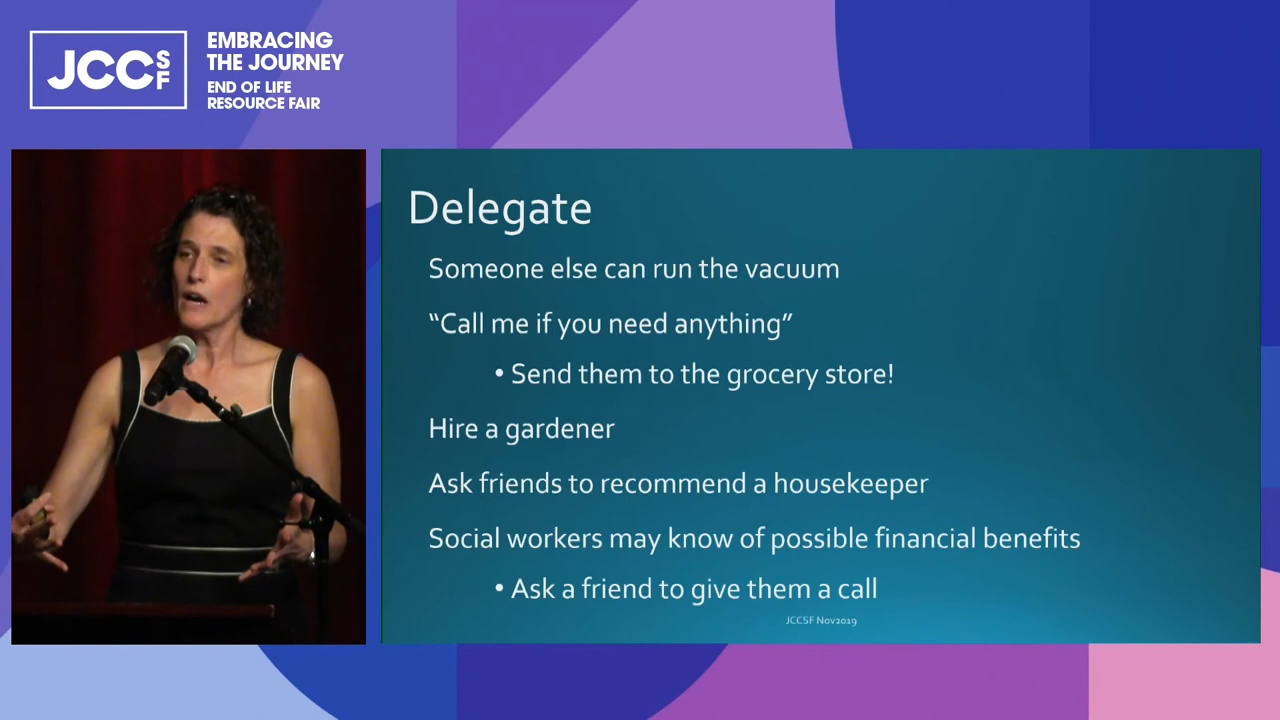 JCCSF
EMBRACING
THE JOURNEY
END OF LIFE
RESOURCE FAIR
Delegate
Someone else can run the vacuum
“Call me if you need anything”
• Send them to the grocery store!
Hire a gardener
Ask friends to recommend a housekeeper
Social workers may know of possible financial benefits
• Ask a friend to give them a call
JCCSF Nov2019